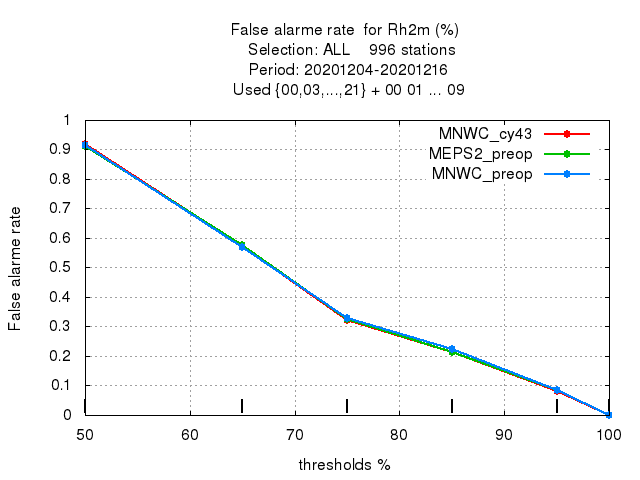 False alarme rate  for Rh2m (%)
Selection: ALL    996 stations
Period: 20201204-20201216
Used {00,03,...,21} + 00 01 ... 09
MNWC_cy43
MEPS2_preop
MNWC_preop
False alarme rate
1
0.9
0.8
0.7
0.6
0.5
0.4
0.3
0.2
0.1
0
50 60 70 80 90 100
thresholds %